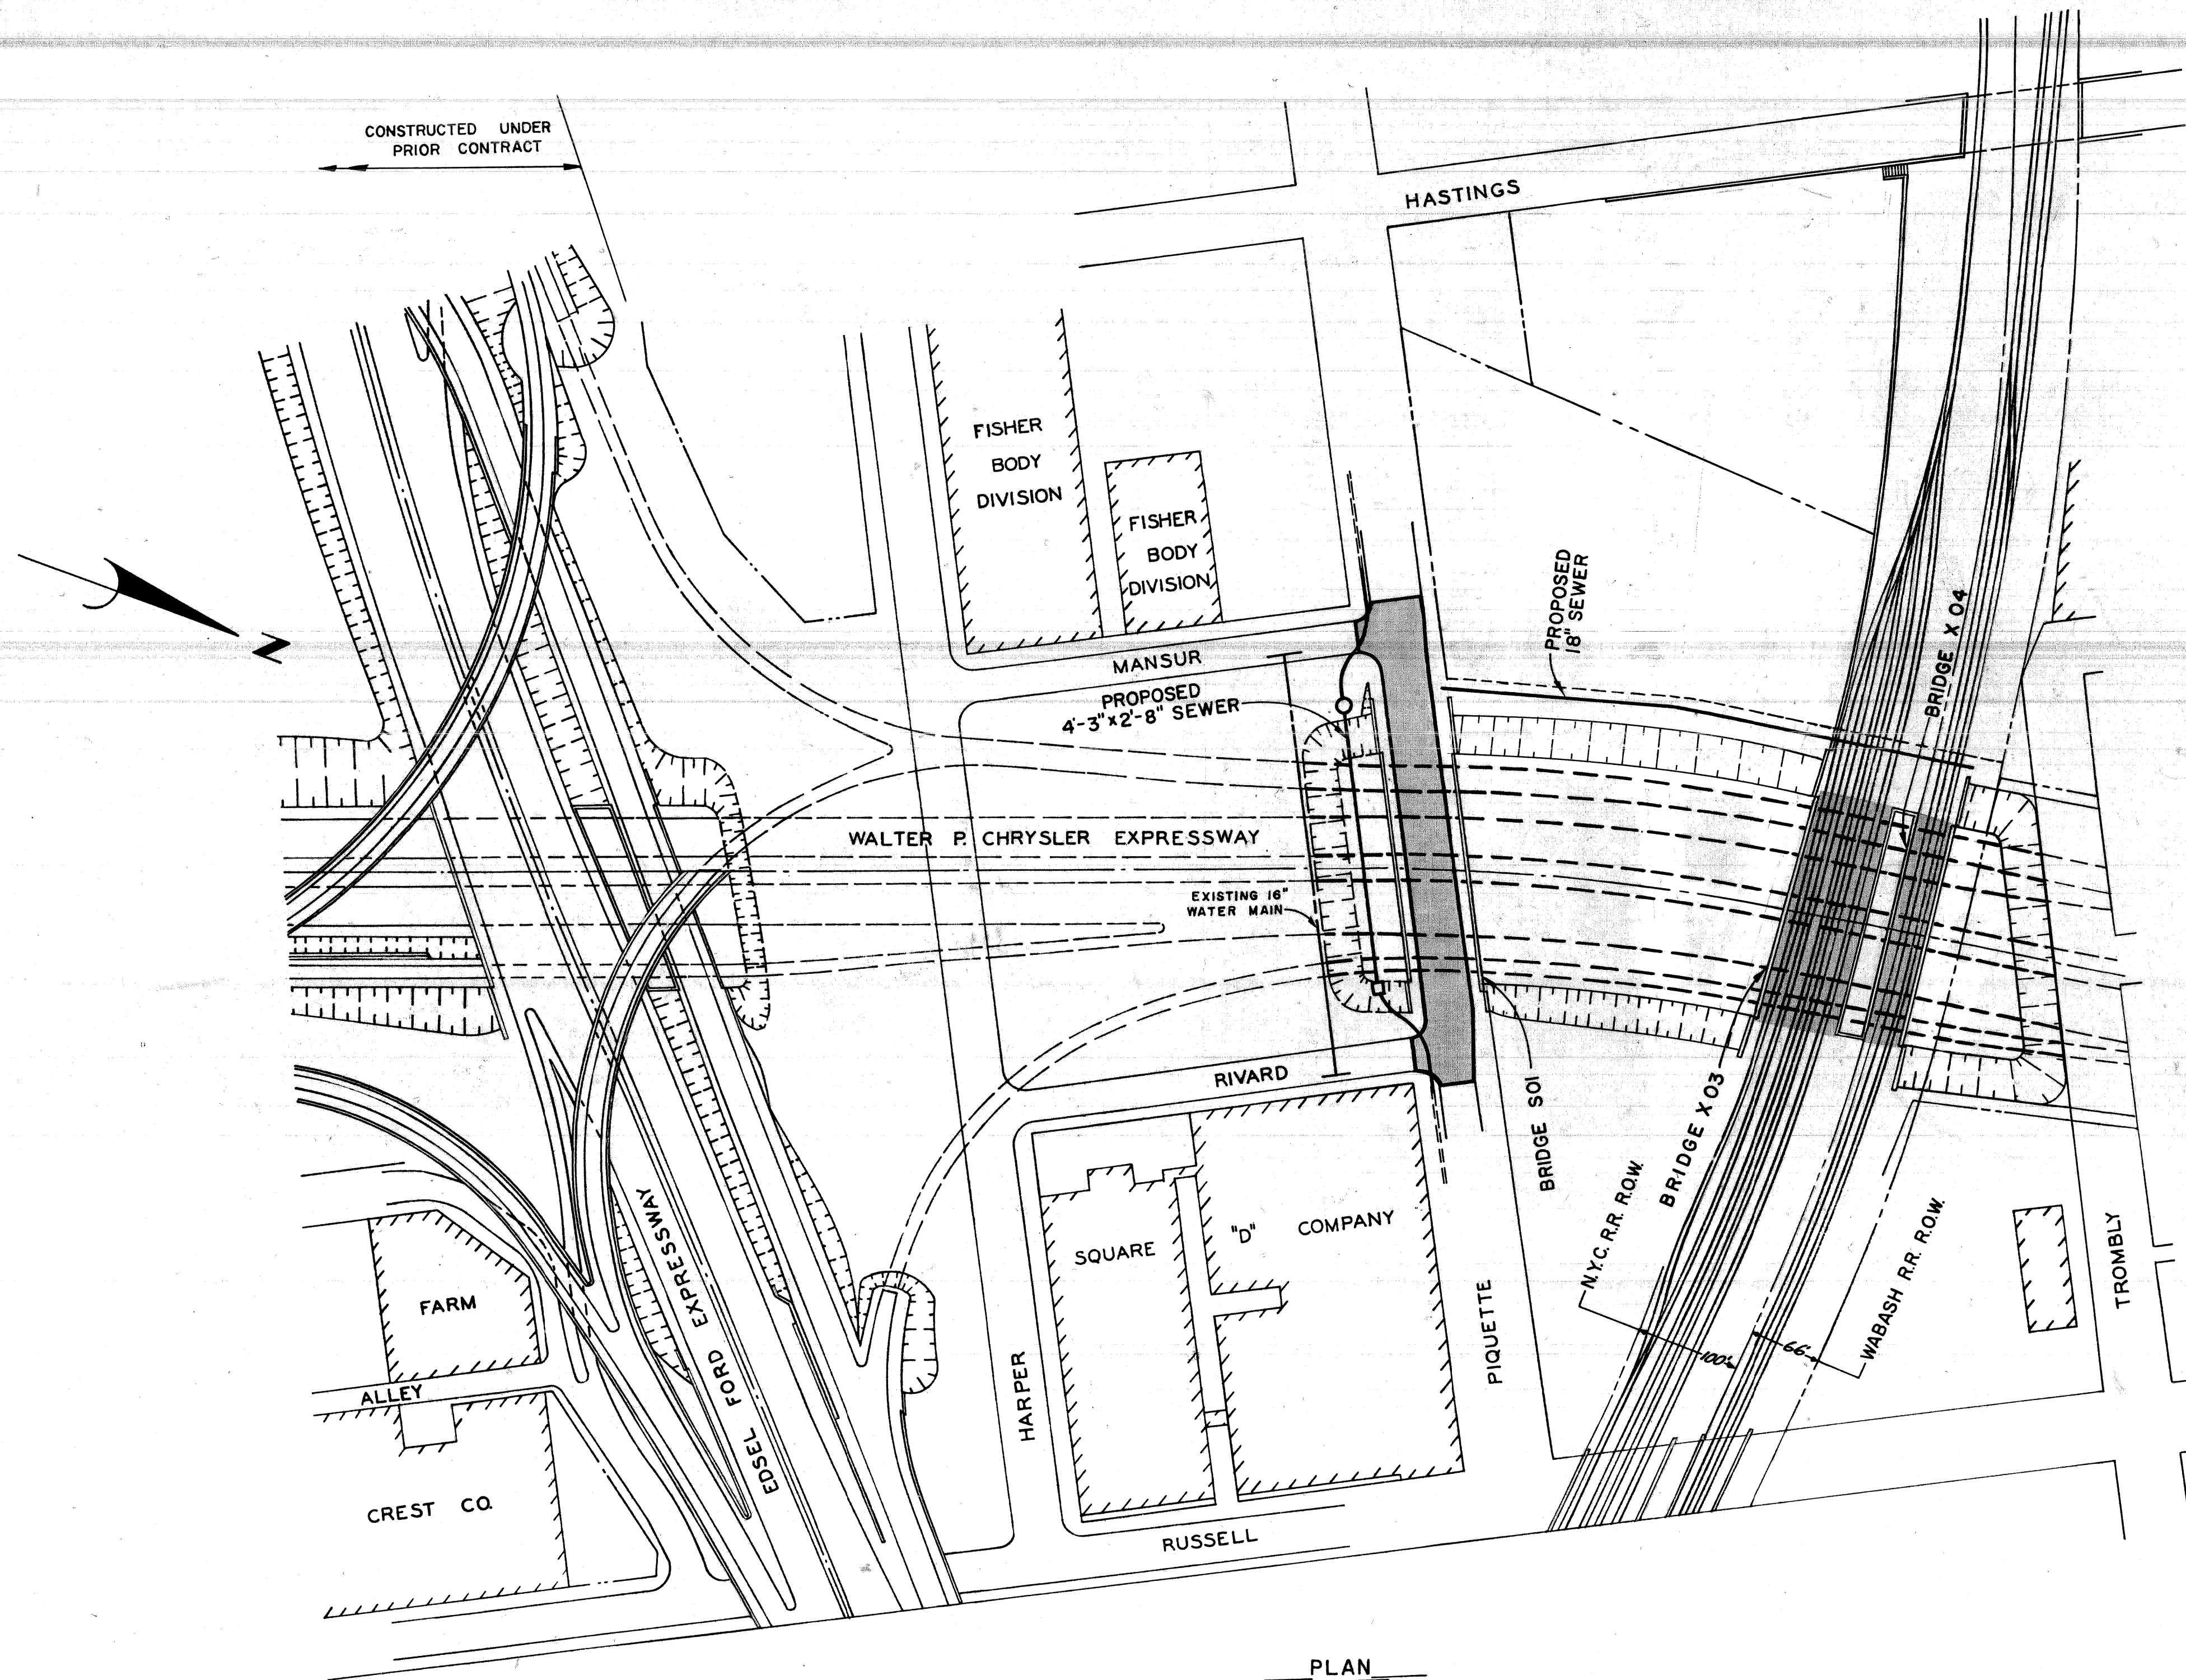 CONSTRUCTED UNDER
PRIOR CONTRACT
HASTINGS
FISHER
BODY
DIVISION
FISHER
BODY
DIVISION
N
MANSUR
PROPOSED
4'-3"x2'-8" SEWER
PROPOSED
18" SEWER
BRIDGE X 04
WALTER P. CHRYSLER EXPRESSWAY
EXISTING 16"
WATER MAIN
RIVARD
BRIDGE S01
BRIDGE X 03
N.Y.C. R.R. R.O.W.
WABASH R.R. R.O.W.
100'
66'
TROMBLY
SQUARE "D" COMPANY
PIQUETTE
HARPER
EDSEL FORD EXPRESSWAY
FARM
ALLEY
CREST CO.
RUSSELL
PLAN